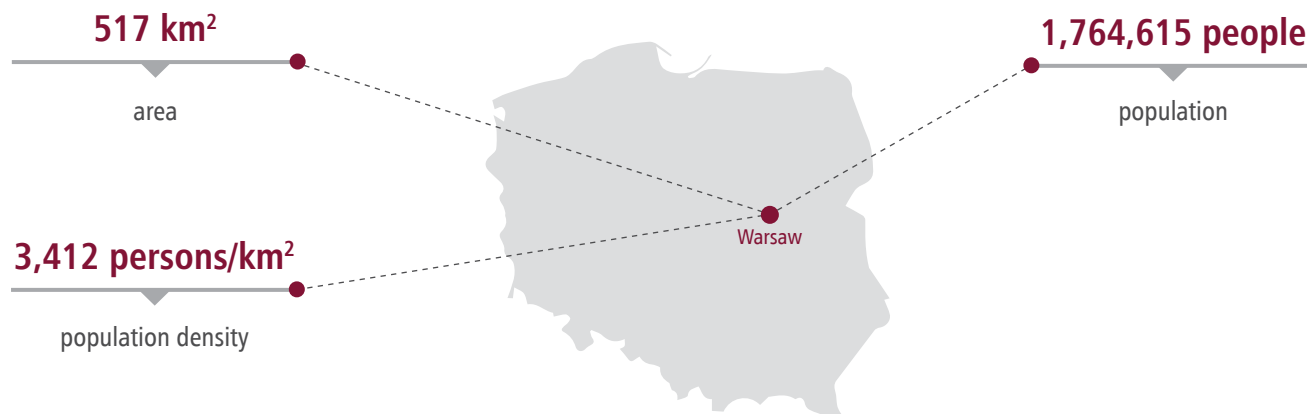 517 km²
area
1,764,615 people
population
Warsaw
3,412 persons/km²
population density